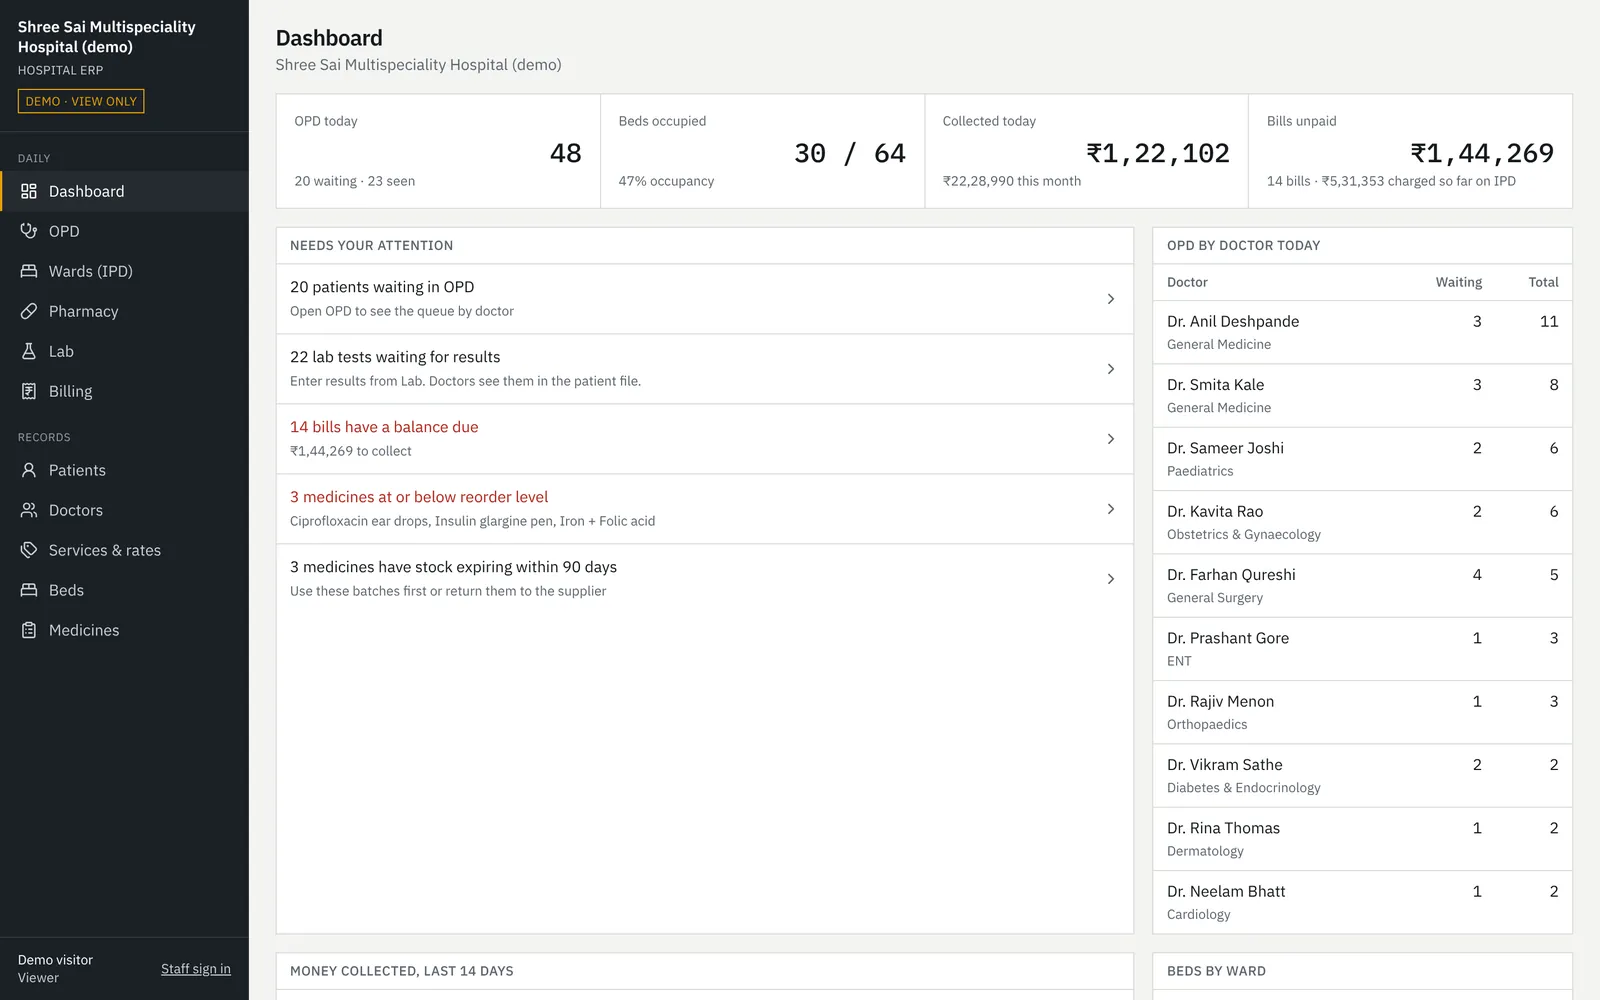 Shree Sai Multispeciality
Hospital (demo)
HOSPITAL ERP
DEMO · VIEW ONLY
DAILY
Dashboard
OPD
Wards (IPD)
Pharmacy
Lab
Billing
RECORDS
Patients
Doctors
Services & rates
Beds
Medicines
Demo visitor
Viewer
Staff sign in
Dashboard
Shree Sai Multispeciality Hospital (demo)
OPD today
48
20 waiting · 23 seen
Beds occupied
30 / 64
47% occupancy
Collected today
₹1,22,102
₹22,28,990 this month
Bills unpaid
₹1,44,269
14 bills · ₹5,31,353 charged so far on IPD
NEEDS YOUR ATTENTION
20 patients waiting in OPD
Open OPD to see the queue by doctor
22 lab tests waiting for results
Enter results from Lab. Doctors see them in the patient file.
14 bills have a balance due
₹1,44,269 to collect
3 medicines at or below reorder level
Ciprofloxacin ear drops, Insulin glargine pen, Iron + Folic acid
3 medicines have stock expiring within 90 days
Use these batches first or return them to the supplier
OPD BY DOCTOR TODAY
Doctor Waiting Total
Dr. Anil Deshpande 3 11
General Medicine
Dr. Smita Kale 3 8
General Medicine
Dr. Sameer Joshi 2 6
Paediatrics
Dr. Kavita Rao 2 6
Obstetrics & Gynaecology
Dr. Farhan Qureshi 4 5
General Surgery
Dr. Prashant Gore 1 3
ENT
Dr. Rajiv Menon 1 3
Orthopaedics
Dr. Vikram Sathe 2 2
Diabetes & Endocrinology
Dr. Rina Thomas 1 2
Dermatology
Dr. Neelam Bhatt 1 2
Cardiology
MONEY COLLECTED, LAST 14 DAYS
BEDS BY WARD